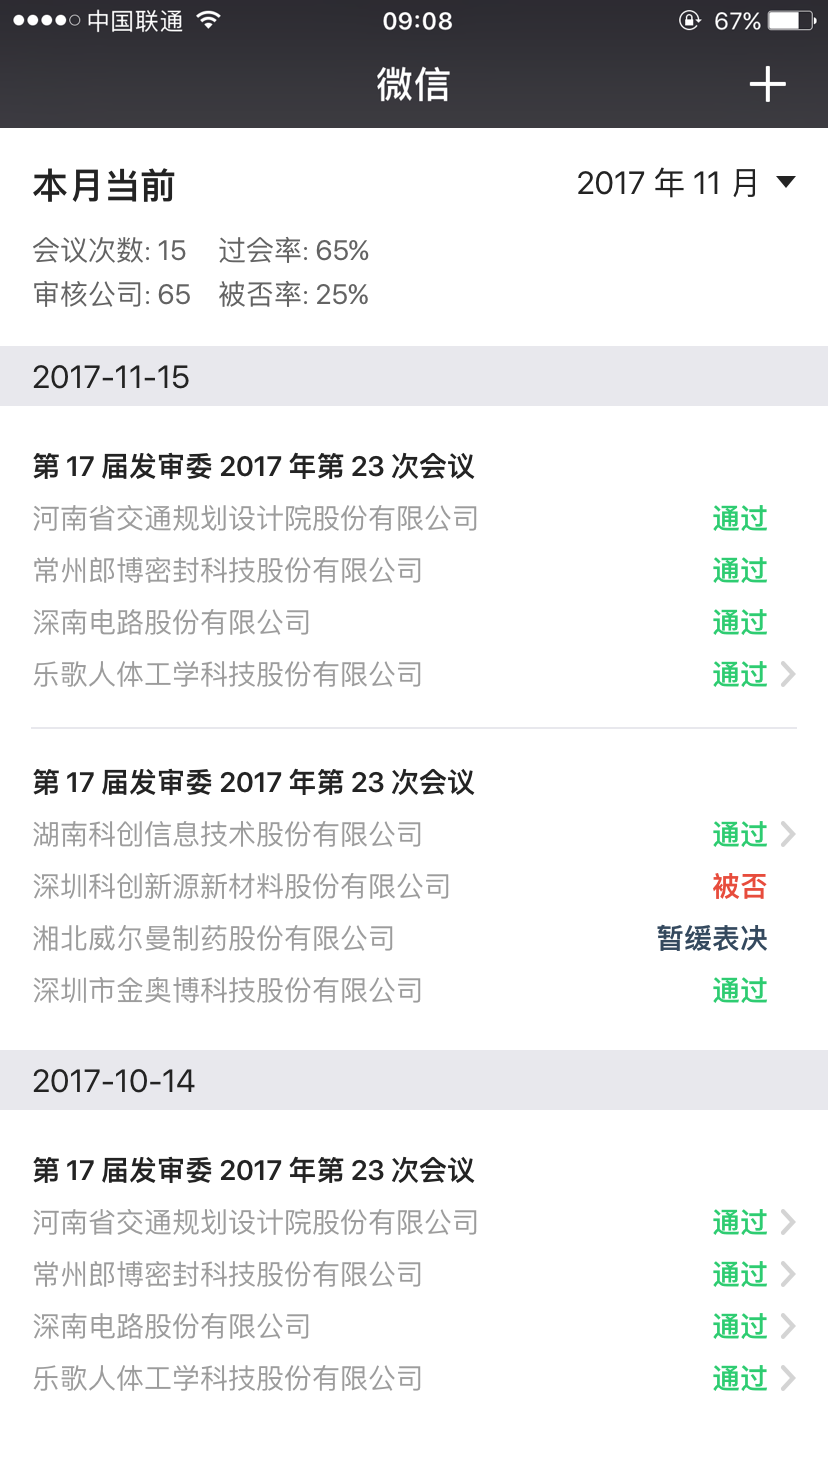 中国联通 09:08 67%
微信
本月当前 2017 年 11 月
会议次数: 15 过会率: 65%
审核公司: 65 被否率: 25%
2017-11-15
第 17 届发审委 2017 年第 23 次会议
河南省交通规划设计院股份有限公司 通过
常州郎博密封科技股份有限公司 通过
深南电路股份有限公司 通过
乐歌人体工学科技股份有限公司 通过
第 17 届发审委 2017 年第 23 次会议
湖南科创信息技术股份有限公司 通过
深圳科创新源新材料股份有限公司 被否
湘北威尔曼制药股份有限公司 暂缓表决
深圳市金奥博科技股份有限公司 通过
2017-10-14
第 17 届发审委 2017 年第 23 次会议
河南省交通规划设计院股份有限公司 通过
常州郎博密封科技股份有限公司 通过
深南电路股份有限公司 通过
乐歌人体工学科技股份有限公司 通过